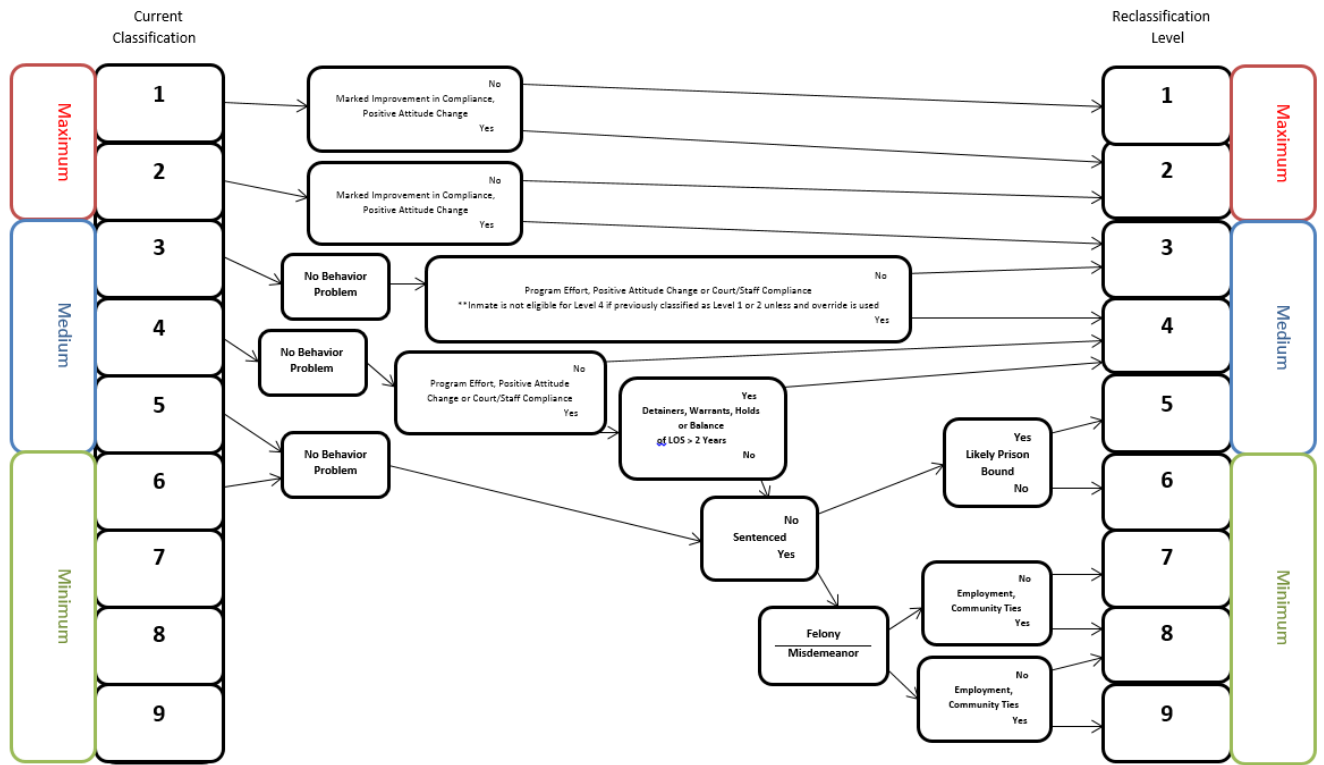 Current
Classification
Reclassification
Level
Maximum
Medium
Minimum
1
2
3
4
5
6
7
8
9
No
Marked Improvement in Compliance,
Positive Attitude Change
Yes
No
Marked Improvement in Compliance,
Positive Attitude Change
Yes
No Behavior
Problem
No
Program Effort, Positive Attitude Change or Court/Staff Compliance
**Inmate is not eligible for Level 4 if previously classified as Level 1 or 2 unless and override is used
Yes
No Behavior
Problem
No
Program Effort, Positive Attitude
Change or Court/Staff Compliance
Yes
Yes
Detainers, Warrants, Holds
or Balance
of LOS > 2 Years
No
No Behavior
Problem
No
Sentenced
Yes
Yes
Likely Prison
Bound
No
Felony
Misdemeanor
No
Employment,
Community Ties
Yes
No
Employment,
Community Ties
Yes
1
2
3
4
5
6
7
8
9
Maximum
Medium
Minimum